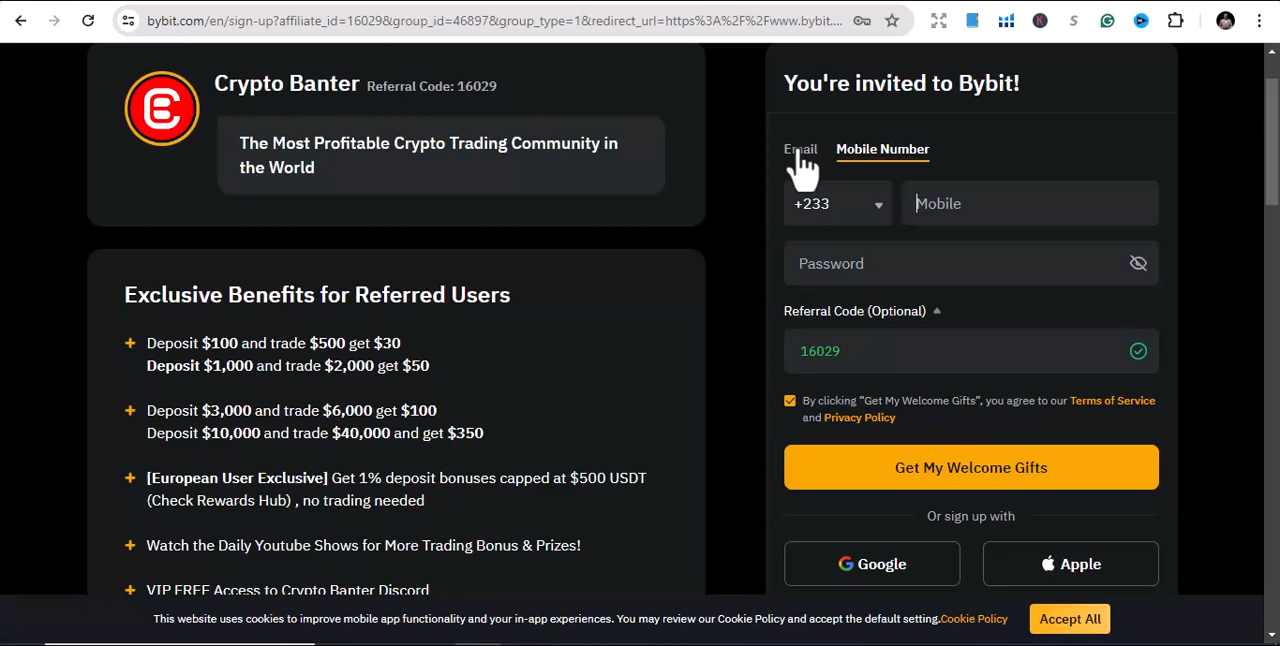 bybit.com/en/sign-up?affiliate_id=16029&group_id=46897&group_type=1&redirect_url=https%3A%2F%2Fwww.bybit....
Crypto Banter Referral Code: 16029
The Most Profitable Crypto Trading Community in
the World
Exclusive Benefits for Referred Users
Deposit $100 and trade $500 get $30
Deposit $1,000 and trade $2,000 get $50
Deposit $3,000 and trade $6,000 get $100
Deposit $10,000 and trade $40,000 and get $350
[European User Exclusive] Get 1% deposit bonuses capped at $500 USDT
(Check Rewards Hub) , no trading needed
Watch the Daily Youtube Shows for More Trading Bonus & Prizes!
VIP FREE Access to Crypto Banter Discord
You're invited to Bybit!
Email Mobile Number
+233 Mobile
Password
Referral Code (Optional)
16029
By clicking "Get My Welcome Gifts", you agree to our Terms of Service
and Privacy Policy
Get My Welcome Gifts
Or sign up with
Google Apple
This website uses cookies to improve mobile app functionality and your in-app experiences. You may review our Cookie Policy and accept the default setting.Cookie Policy Accept All